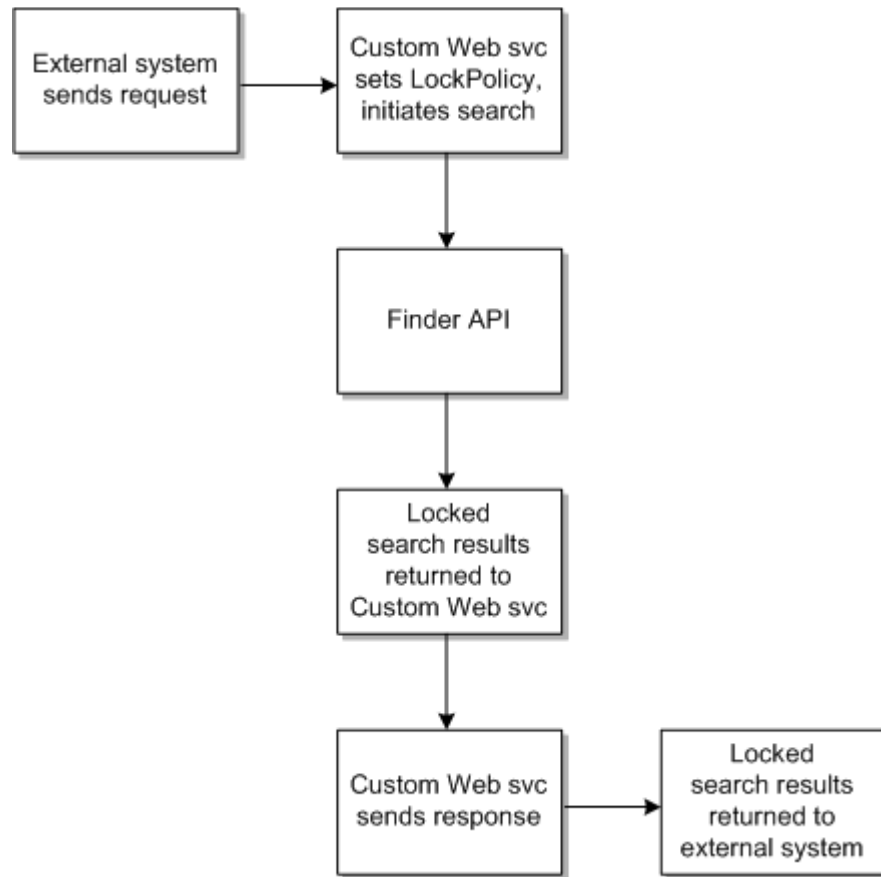 External system
sends request
Custom Web svc
sets LockPolicy,
initiates search
Finder API
Locked
search results
returned to
Custom Web svc
Custom Web svc
sends response
Locked
search results
returned to
external system